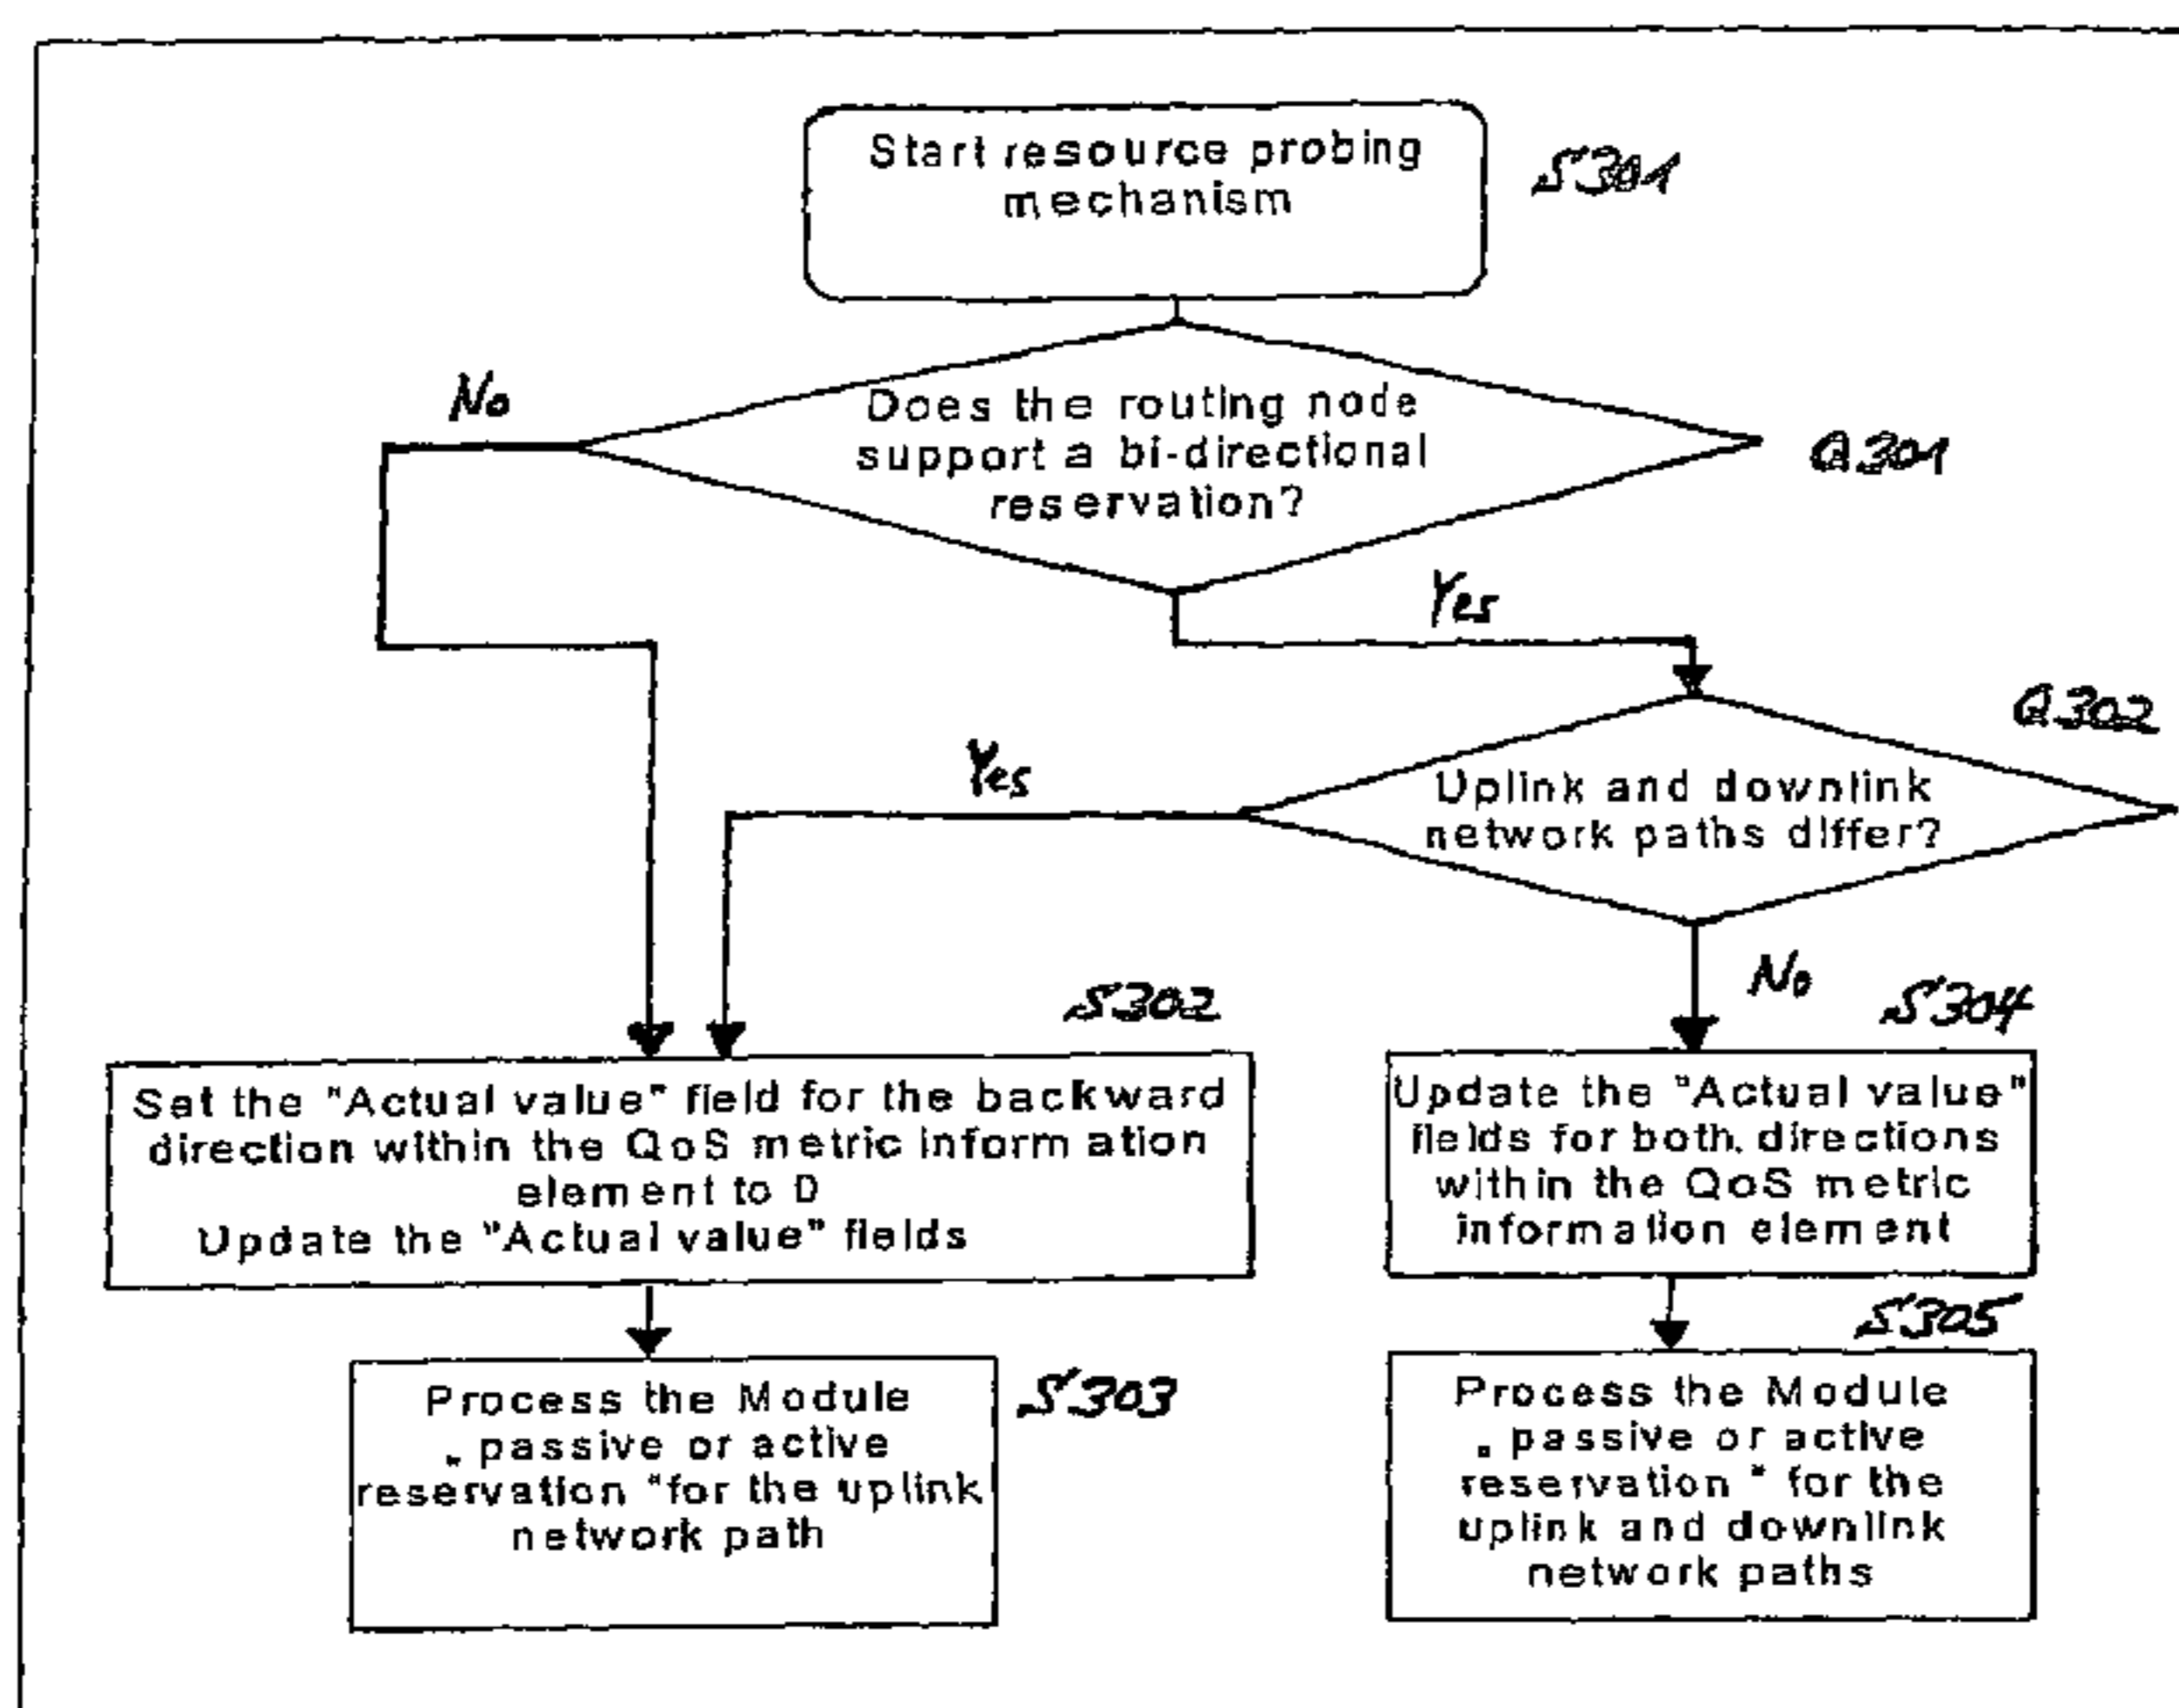 Start resource probing
mechanism
S301
No
Does the routing node
support a bi-directional
reservation?
Q301
Yes
Q302
Yes
Uplink and downlink
network paths differ?
No
S302
S304
Set the "Actual value" field for the backward
direction within the QoS metric information
element to 0
Update the "Actual value" fields
Update the "Actual value"
fields for both directions
within the QoS metric
information element
S303
S305
Process the Module
„ passive or active
reservation “for the uplink
network path
Process the Module
„ passive or active
reservation “ for the
uplink and downlink
network paths